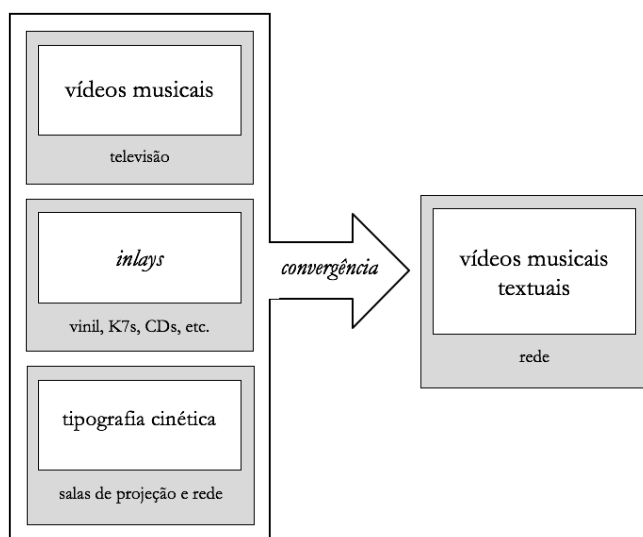 vídeos musicais
televisão
inlays
vinil, K7s, CDs, etc.
tipografia cinética
salas de projeção e rede
convergência
vídeos musicais
textuais
rede